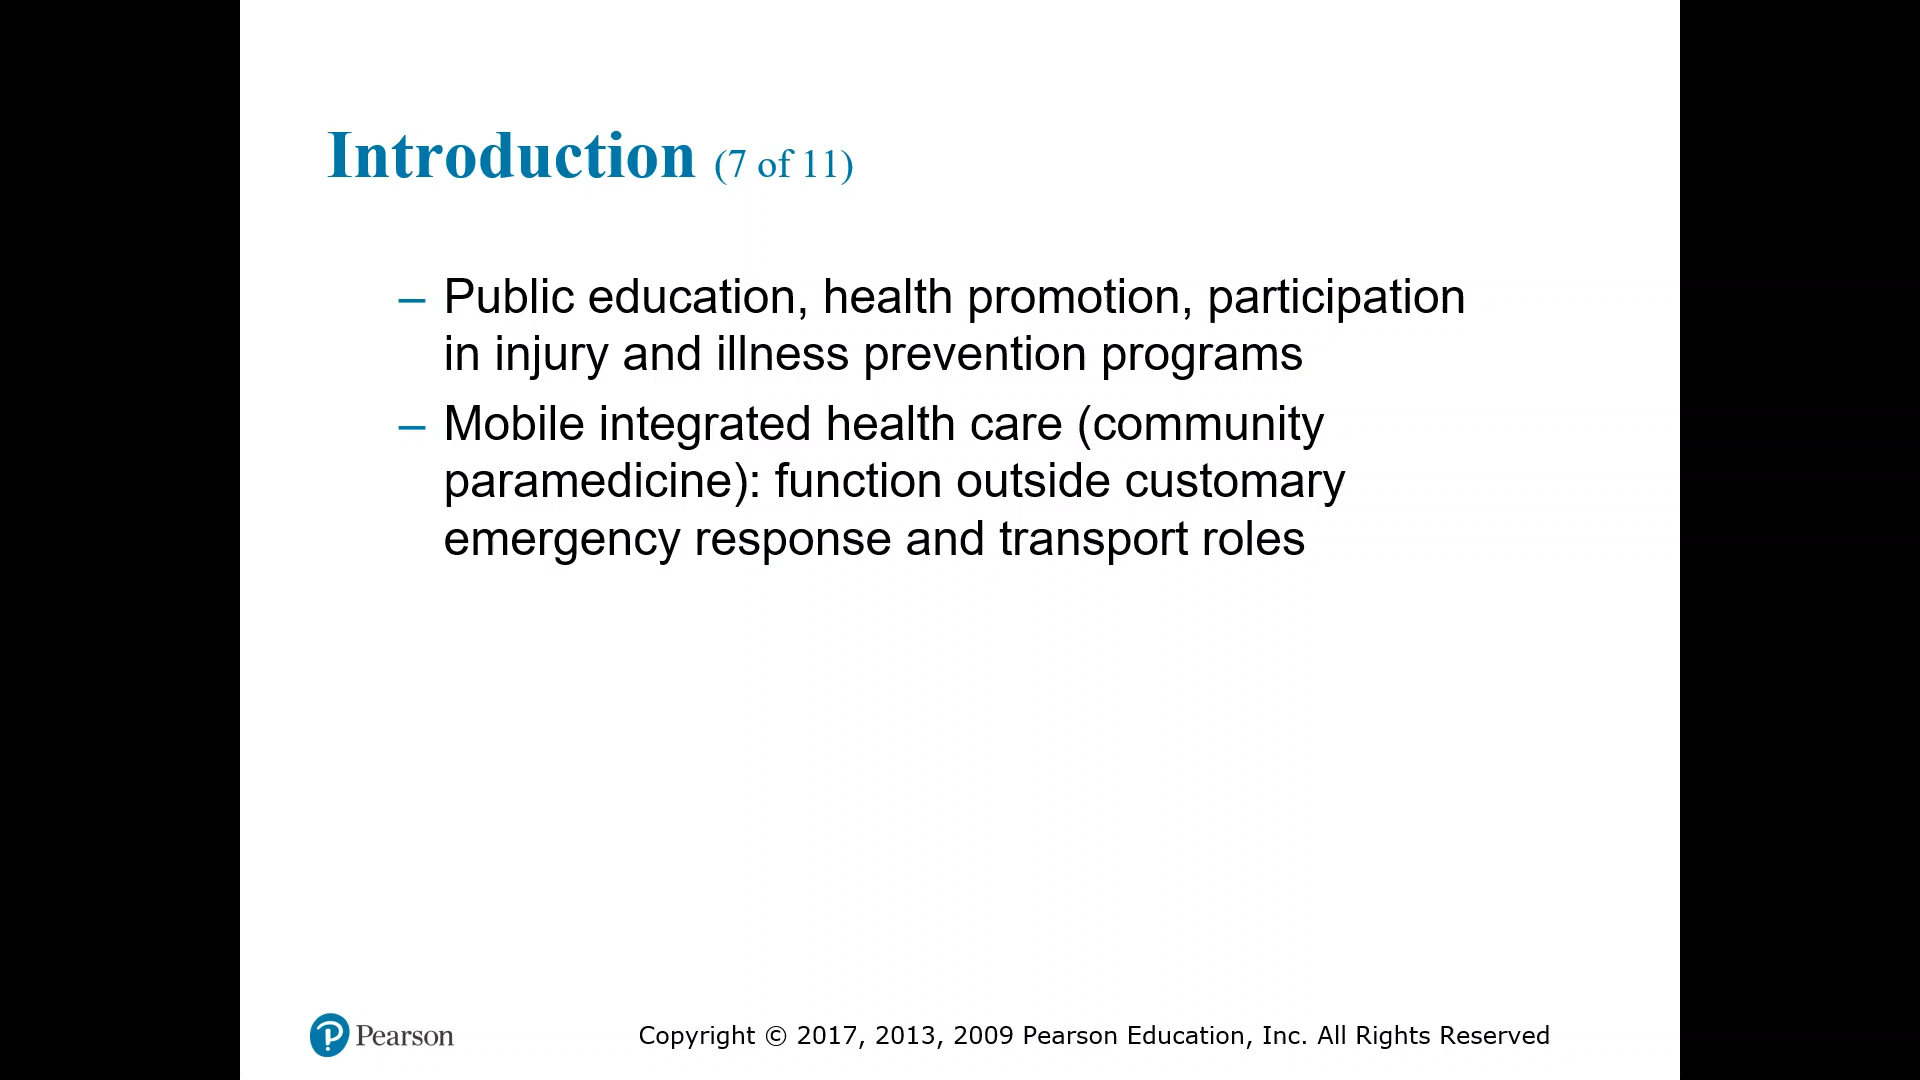 Introduction (7 of 11)
– Public education, health promotion, participation
in injury and illness prevention programs
– Mobile integrated health care (community
paramedicine): function outside customary
emergency response and transport roles
Pearson
Copyright © 2017, 2013, 2009 Pearson Education, Inc. All Rights Reserved